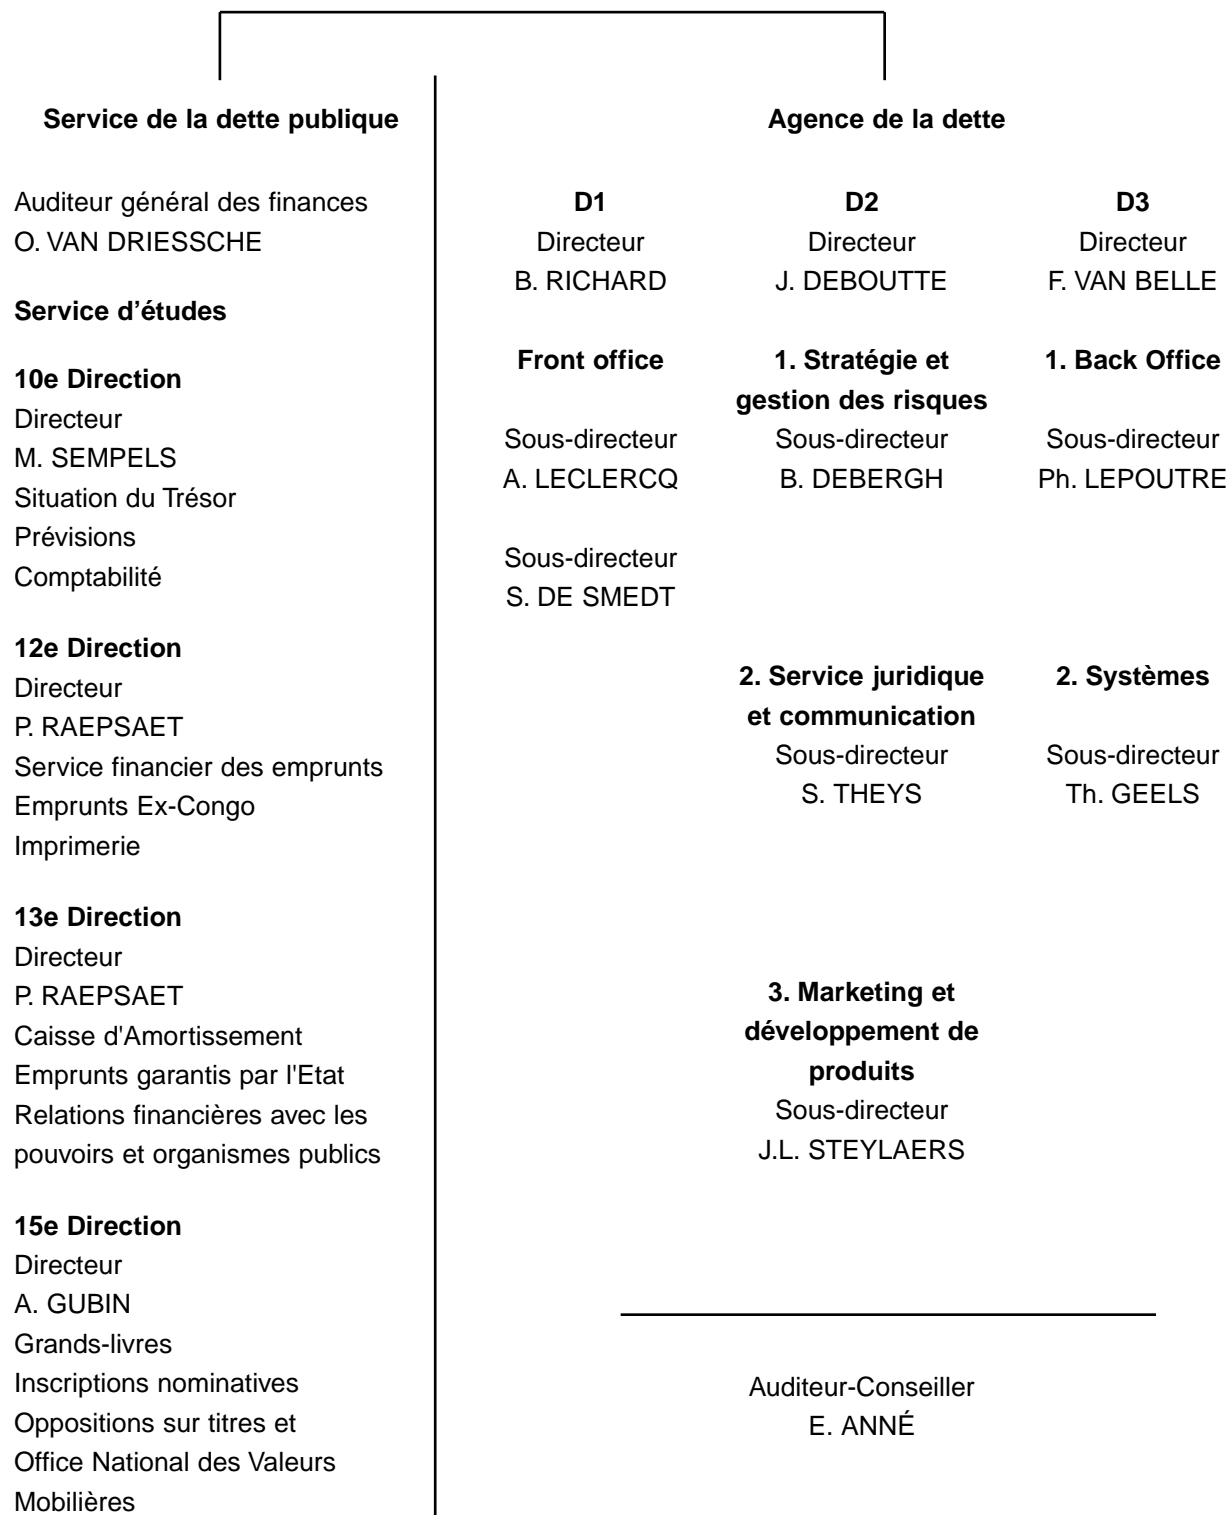 Service de la dette publique
Auditeur général des finances
O. VAN DRIESSCHE
Service d’études
10e Direction
Directeur
M. SEMPELS
Situation du Trésor
Prévisions
Comptabilité
12e Direction
Directeur
P. RAEPSAET
Service financier des emprunts
Emprunts Ex-Congo
Imprimerie
13e Direction
Directeur
P. RAEPSAET
Caisse d'Amortissement
Emprunts garantis par l'Etat
Relations financières avec les
pouvoirs et organismes publics
15e Direction
Directeur
A. GUBIN
Grands-livres
Inscriptions nominatives
Oppositions sur titres et
Office National des Valeurs
Mobilières
Agence de la dette
D1
Directeur
B. RICHARD
Front office
Sous-directeur
A. LECLERCQ
Sous-directeur
S. DE SMEDT
D2
Directeur
J. DEBOUTTE
1. Stratégie et
gestion des risques
Sous-directeur
B. DEBERGH
2. Service juridique
et communication
Sous-directeur
S. THEYS
3. Marketing et
développement de
produits
Sous-directeur
J.L. STEYLAERS
D3
Directeur
F. VAN BELLE
1. Back Office
Sous-directeur
Ph. LEPOUTRE
2. Systèmes
Sous-directeur
Th. GEELS
Auditeur-Conseiller
E. ANNÉ